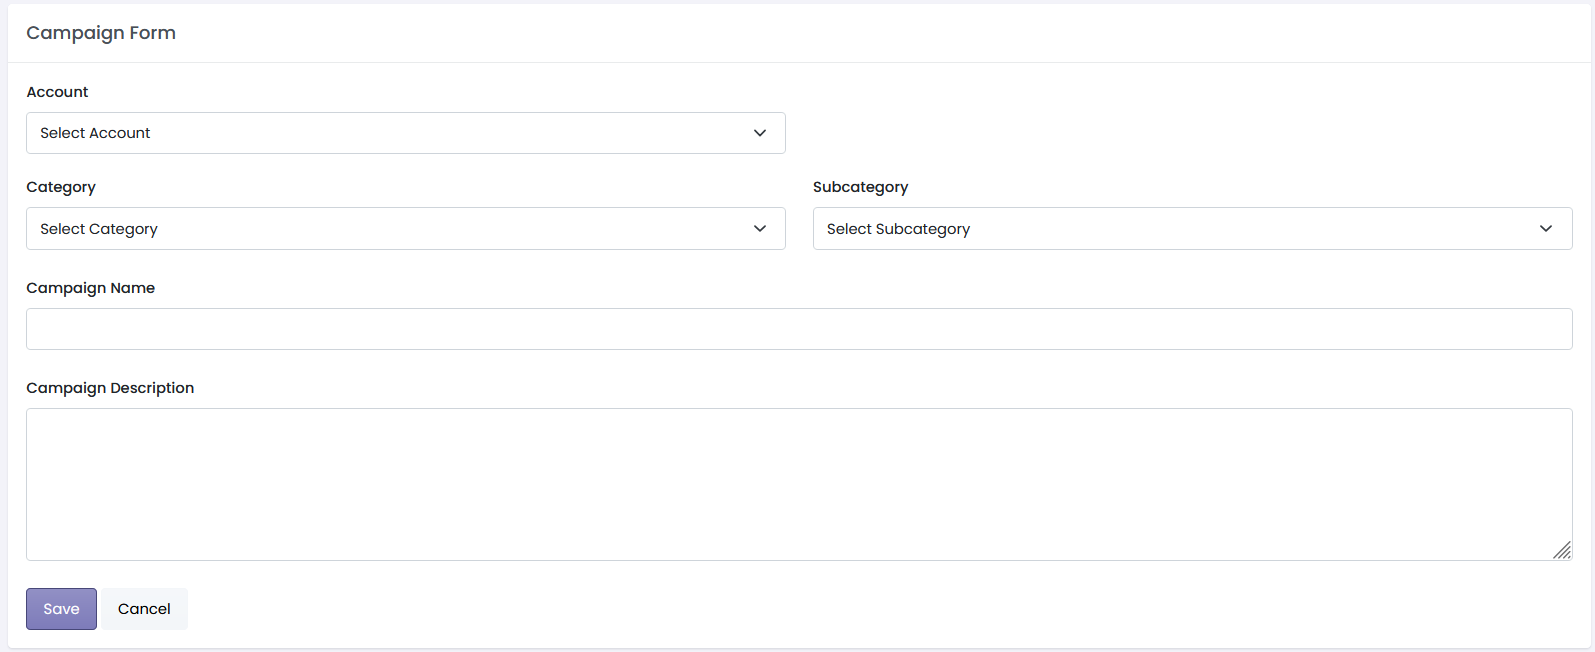 Campaign Form
Account
Select Account
Category
Subcategory
Select Category
Select Subcategory
Campaign Name
Campaign Description
Save
Cancel